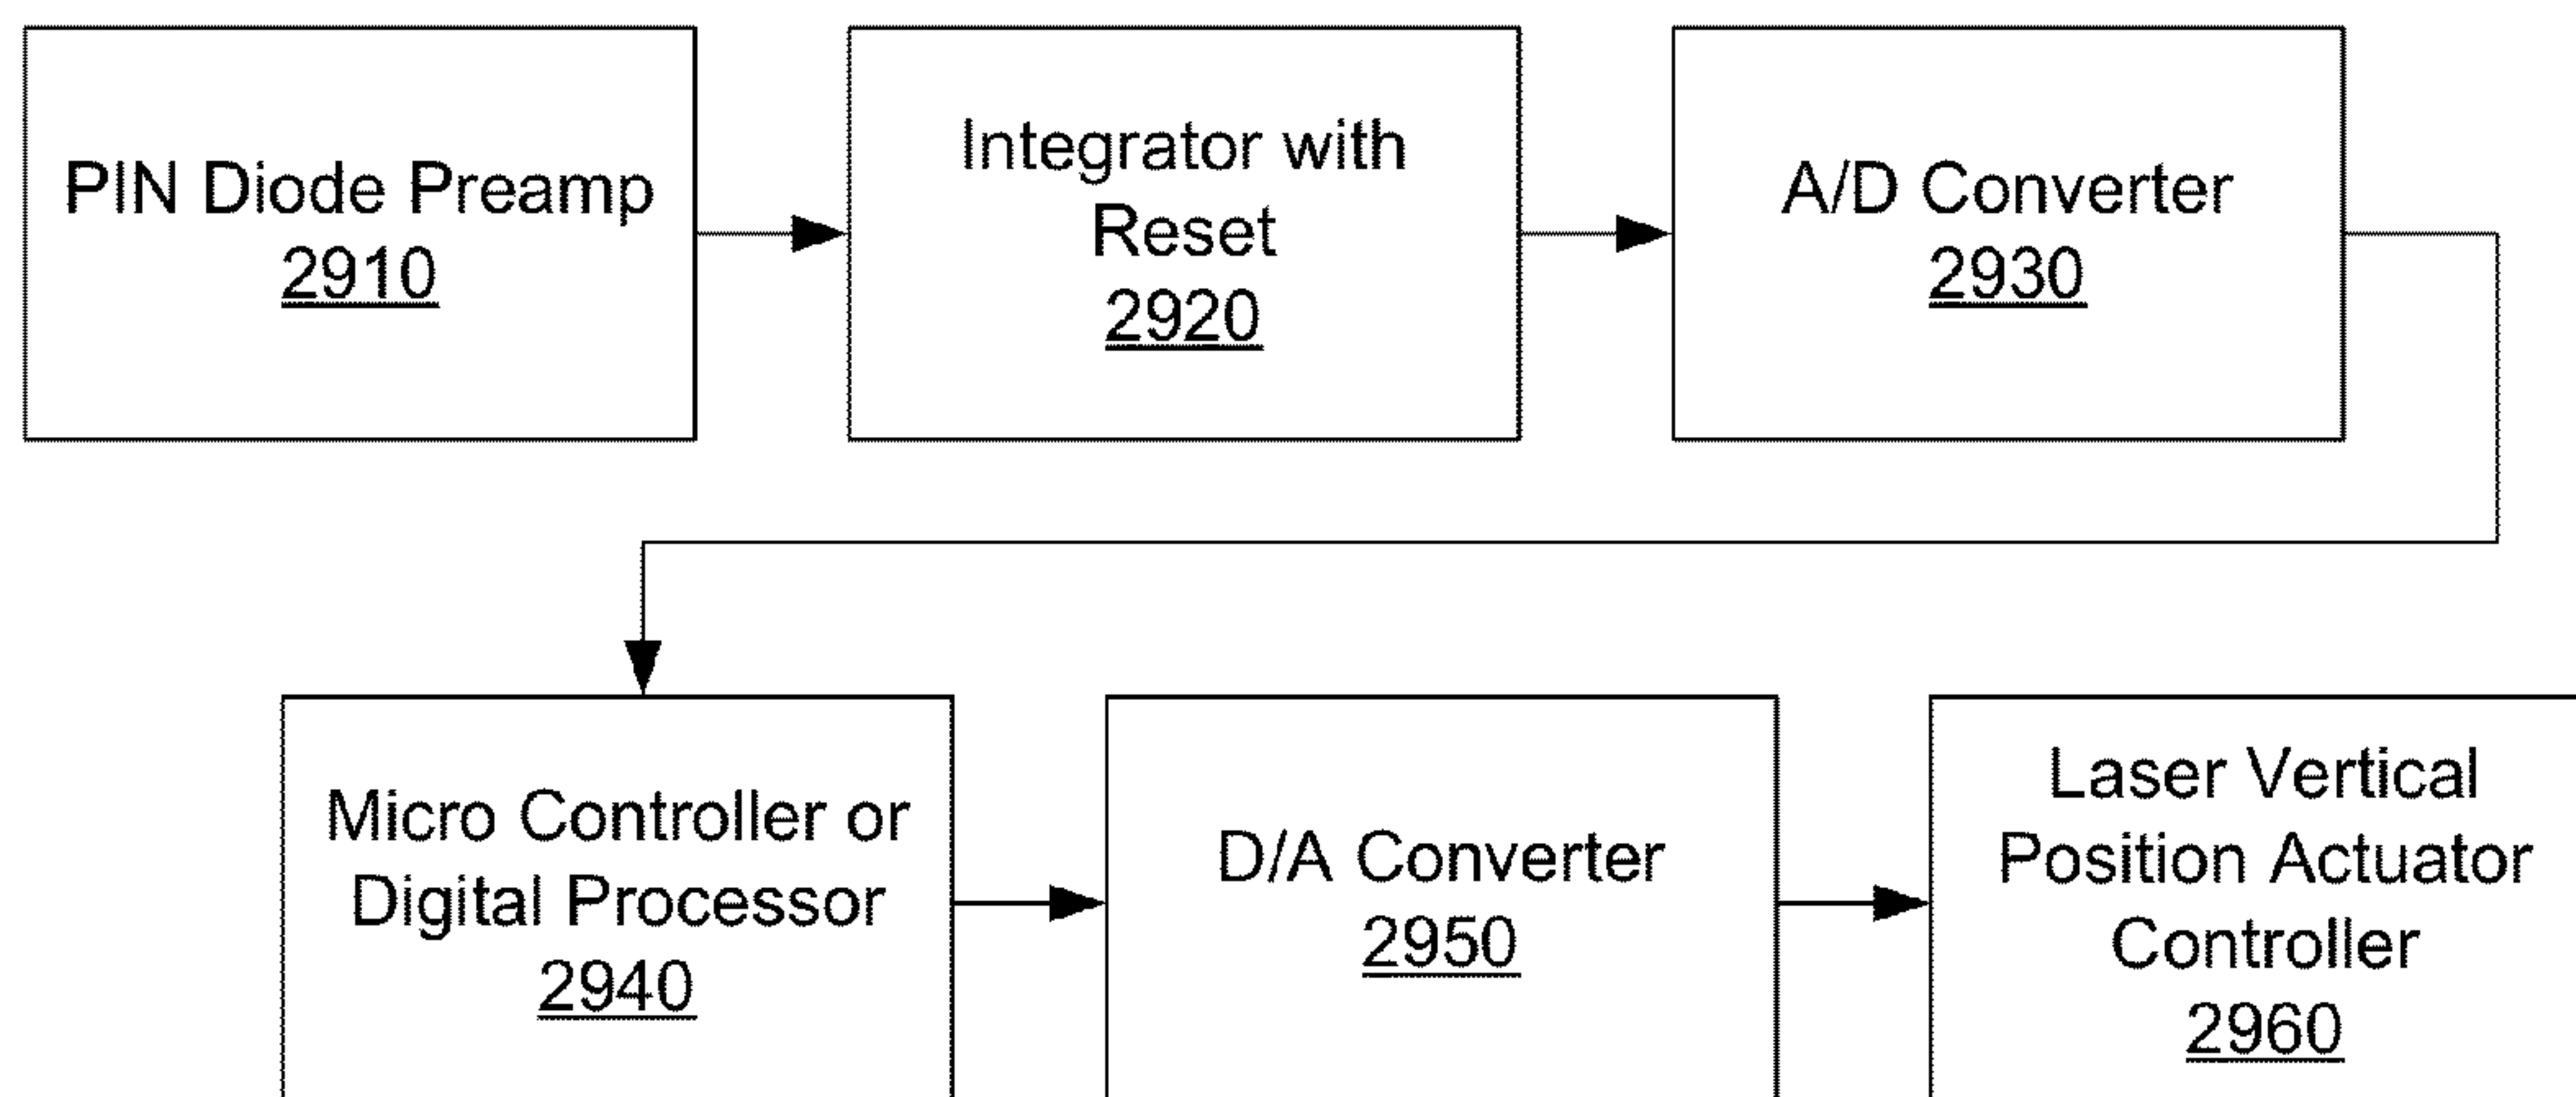 PIN Diode Preamp
2910
Integrator with
Reset
2920
A/D Converter
2930
Micro Controller or
Digital Processor
2940
D/A Converter
2950
Laser Vertical
Position Actuator
Controller
2960